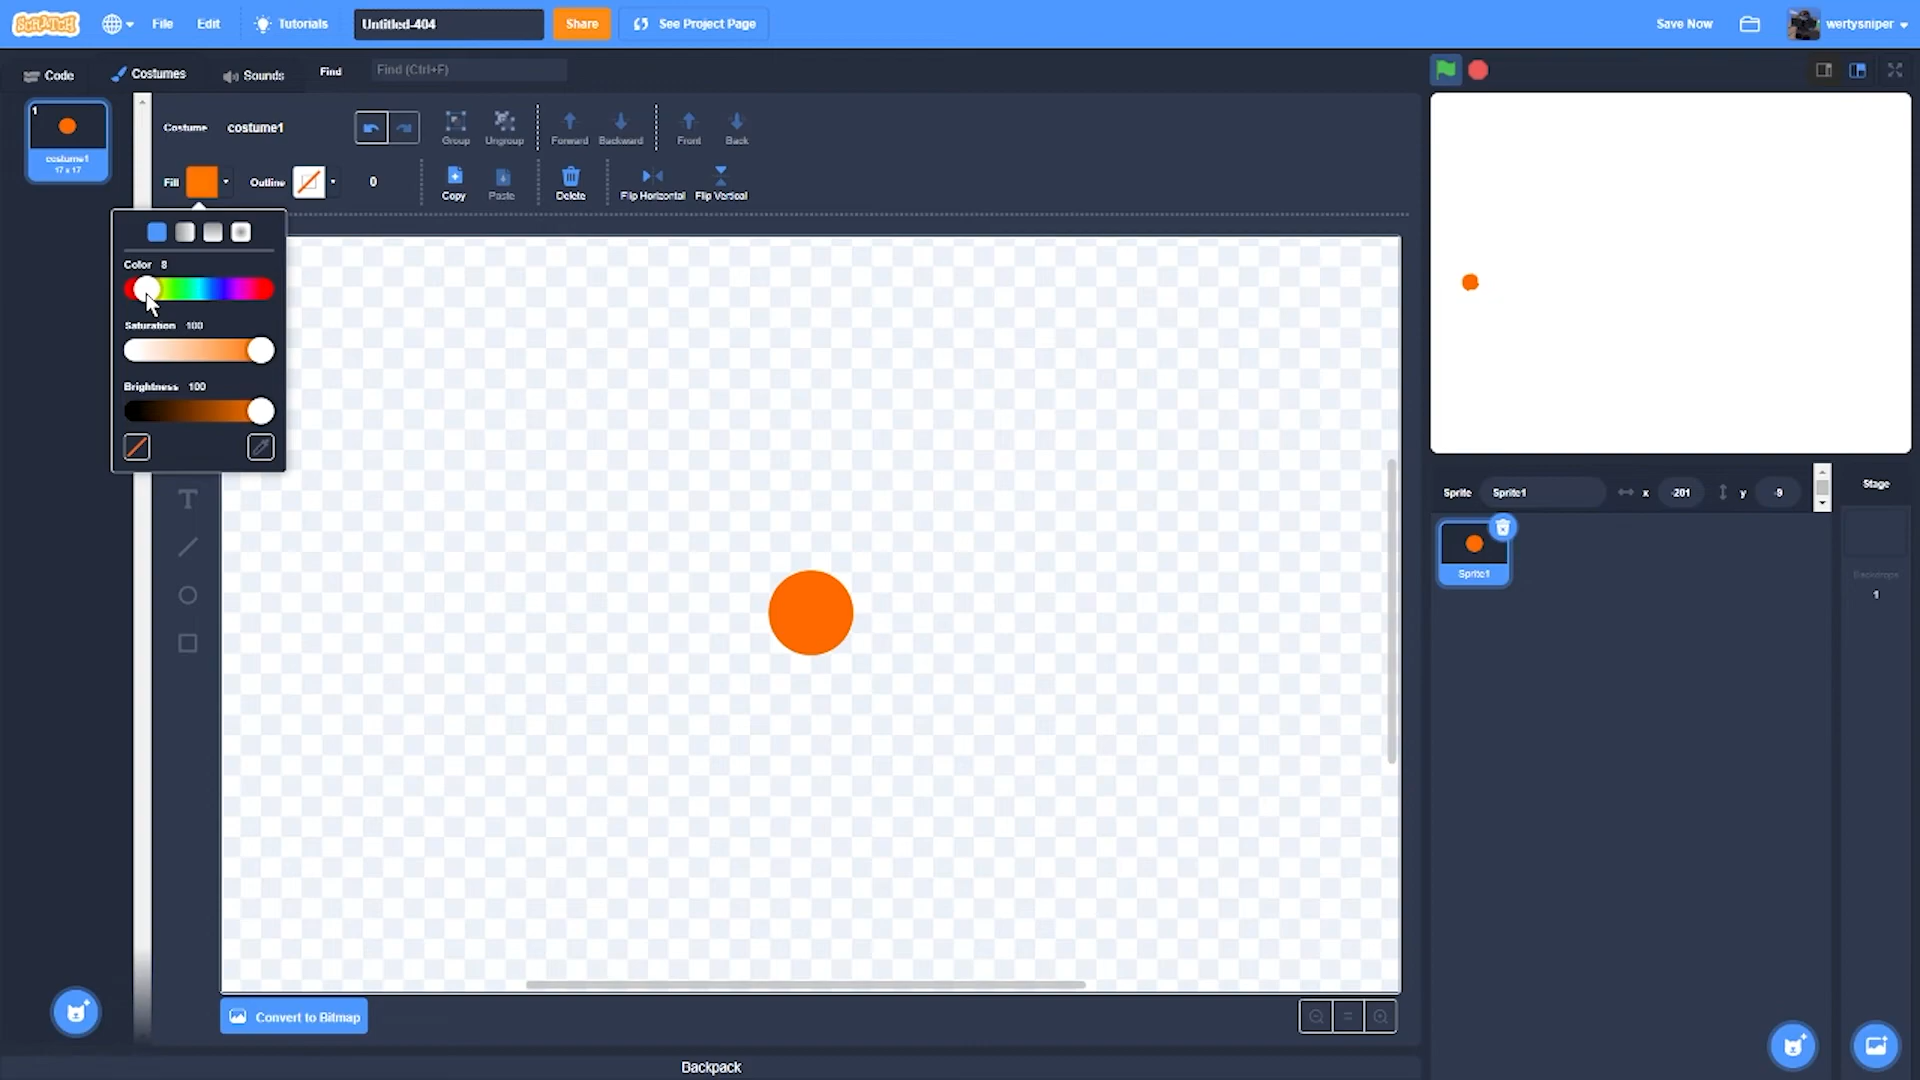 SCRATCH File Edit Tutorials Untitled-404 Share See Project Page Save Now wertysniper
Code Costumes Sounds Find Find (Ctrl+F)
1
costume1
17 x 17
Costume costume1 Group Ungroup Forward Backward Front Back
Fill Outline 0 Copy Paste Delete Flip Horizontal Flip Vertical
Color 8
Saturation 100
Brightness 100
T
Sprite Sprite1 x -201 y -9
Stage
Sprite1
Backdrops
1
Convert to Bitmap
Backpack